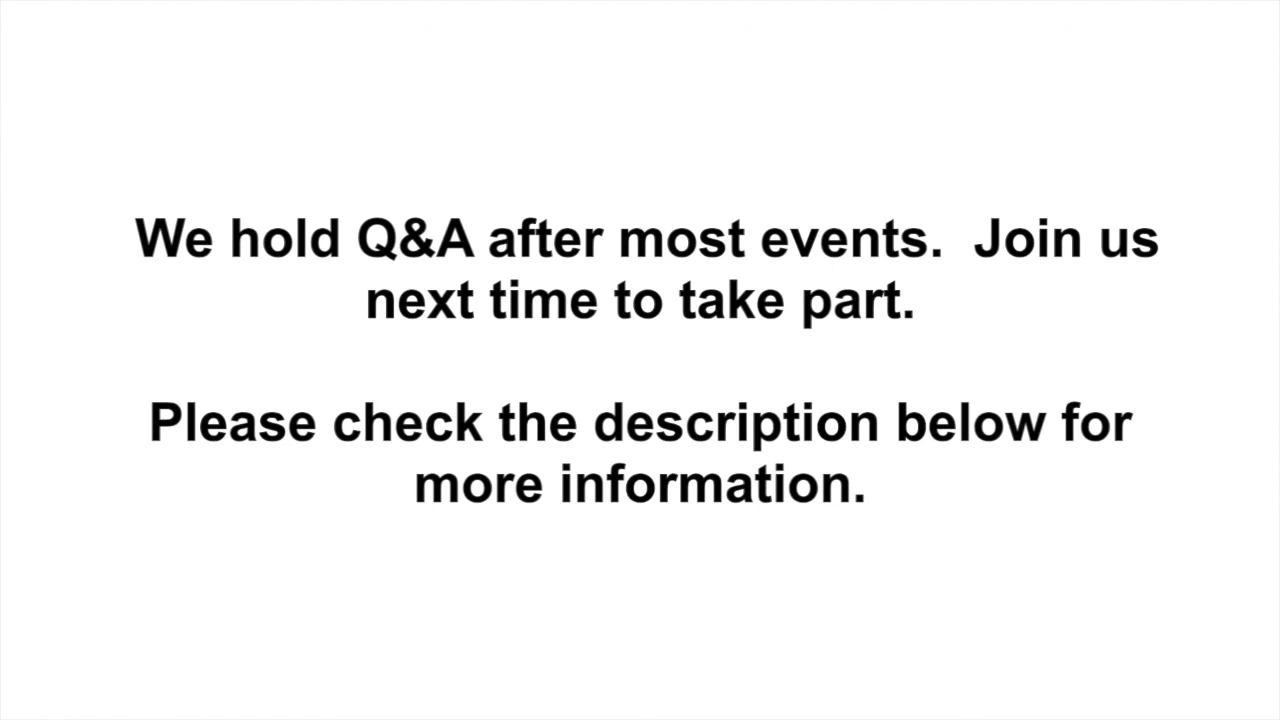 We hold Q&A after most events.  Join us
next time to take part.
Please check the description below for
more information.